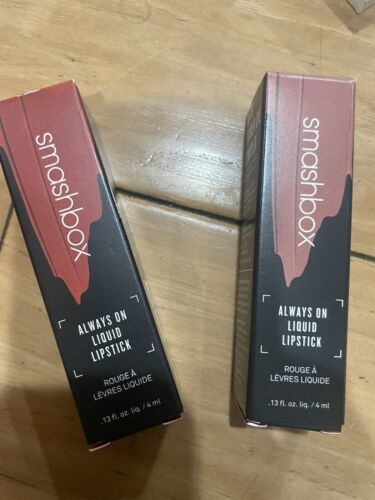 smashbox
ALWAYS ON
LIQUID
LIPSTICK
ROUGE À
LÈVRES LIQUIDE
.13 fl. oz. liq. / 4 ml
smashbox
ALWAYS ON
LIQUID
LIPSTICK
ROUGE À
LÈVRES LIQUIDE
.13 fl. oz. liq. / 4 ml